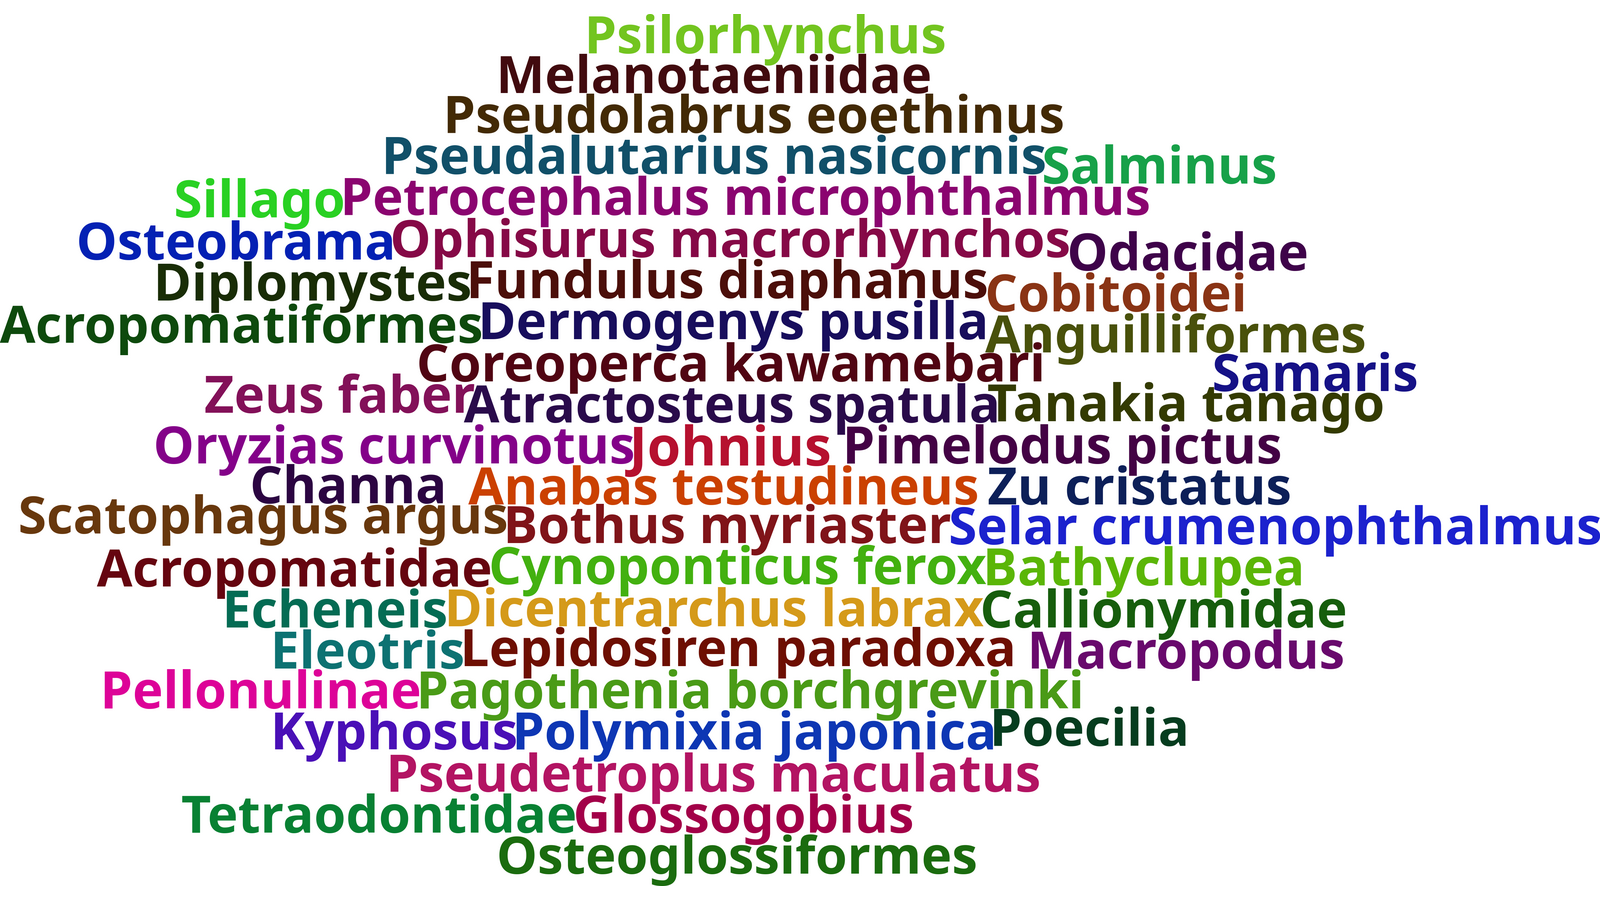 Psilorhynchus
Melanotaeniidae
Pseudolabrus eoethinus
Pseudalutarius nasicornis Salminus
Sillago Petrocephalus microphthalmus
Osteobrama Ophisurus macrorhynchos Odacidae
Diplomystes Fundulus diaphanus Cobitoidei
Acropomatiformes Dermogenys pusilla Anguilliformes
Coreoperca kawamebari Samaris
Zeus faber Atractosteus spatula Tanakia tanago
Oryzias curvinotus Johnius Pimelodus pictus
Channa Anabas testudineus Zu cristatus
Scatophagus argus Bothus myriaster Selar crumenophthalmus
Acropomatidae Cynoponticus ferox Bathyclupea
Echeneis Dicentrarchus labrax Callionymidae
Eleotris Lepidosiren paradoxa Macropodus
Pellonulinae Pagothenia borchgrevinki
Kyphosus Polymixia japonica Poecilia
Pseudetroplus maculatus
Tetraodontidae Glossogobius
Osteoglossiformes